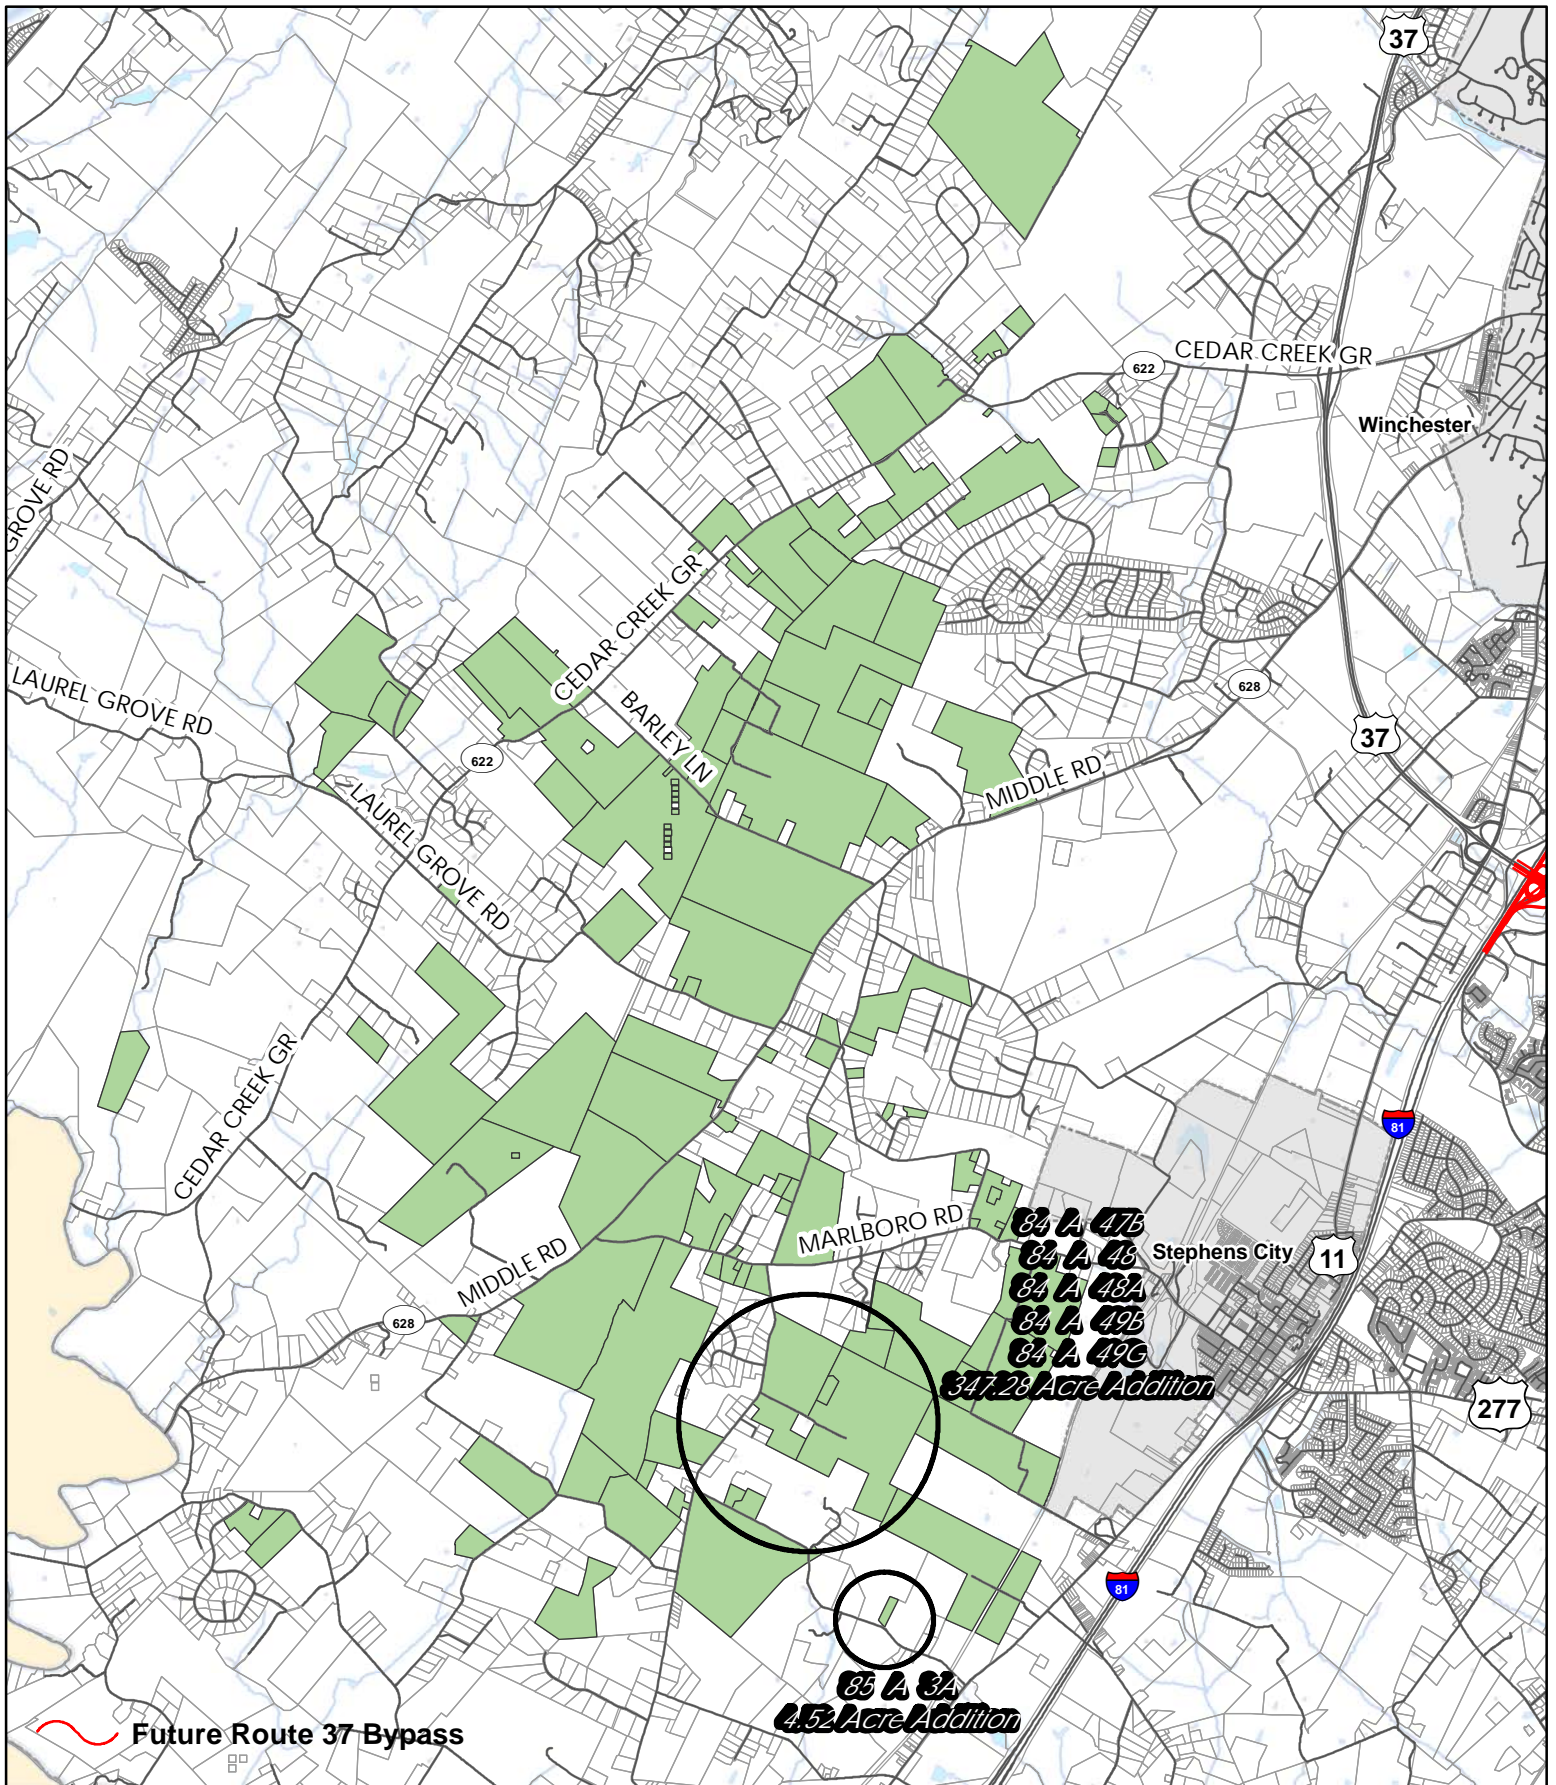 37
CEDAR CREEK GR
622
Winchester
GROVE RD
CEDAR CREEK GR
LAUREL GROVE RD
628
BARLEY LN
37
622
MIDDLE RD
LAUREL GROVE RD
CEDAR CREEK GR
81
MARLBORO RD
84 A 47B
84 A 48
Stephens City
11
84 A 48A
MIDDLE RD
628
84 A 49B
84 A 49G
347.28 Acre Addition
277
81
85 A 3A
4.52 Acre Addition
Future Route 37 Bypass